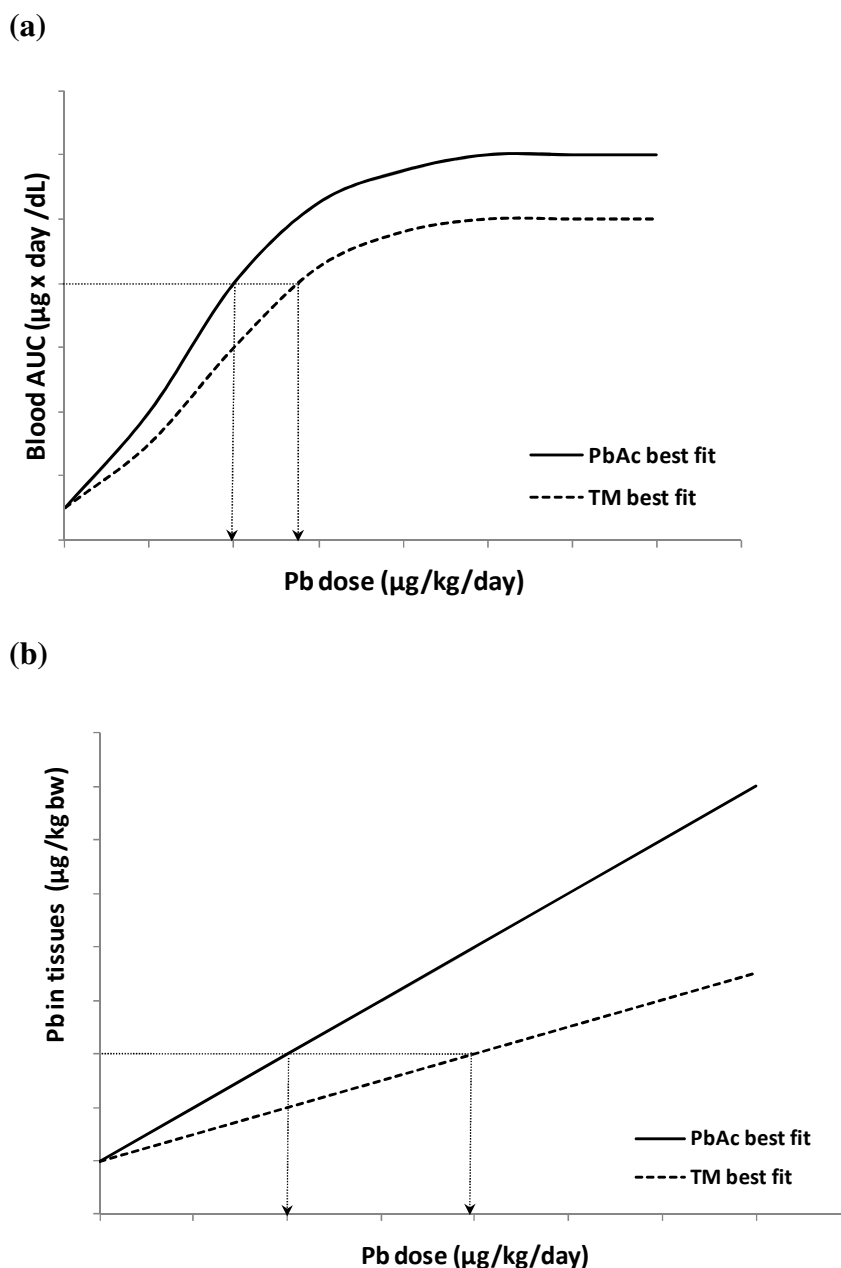 (a)
Blood AUC (µg x day /dL)
PbAc best fit
TM best fit
Pb dose (µg/kg/day)
(b)
Pb in tissues (µg /kg bw)
PbAc best fit
TM best fit
Pb dose (µg/kg/day)